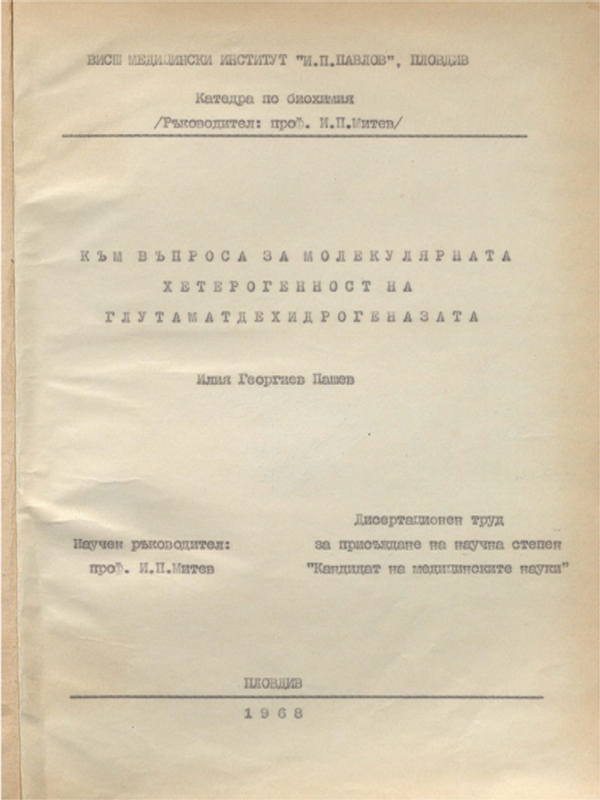 ВИСШ МЕДИЦИНСКИ ИНСТИТУТ "И.П.ПАВЛОВ", ПЛОВДИВ
Катедра по биохимия
/Ръководител: проф. И.П.Митев/
КЪМ ВЪПРОСА ЗА МОЛЕКУЛЯРНАТА
ХЕТЕРОГЕННОСТ НА
ГЛУТАМАТДЕХИДРОГЕНАЗАТА
Илия Георгиев Пашев
Дисертационен труд
Научен ръководител: за присъждане на научна степен
проф. И.П.Митев "Кандидат на медицинските науки"
ПЛОВДИВ
1968